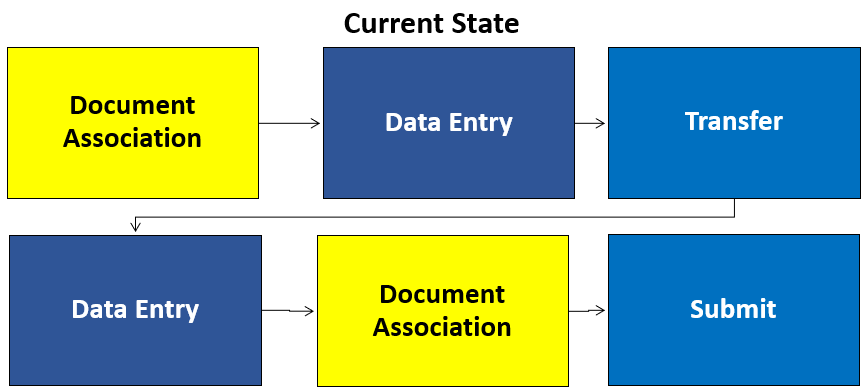 Current State
Document
Association
Data Entry
Transfer
Data Entry
Document
Association
Submit